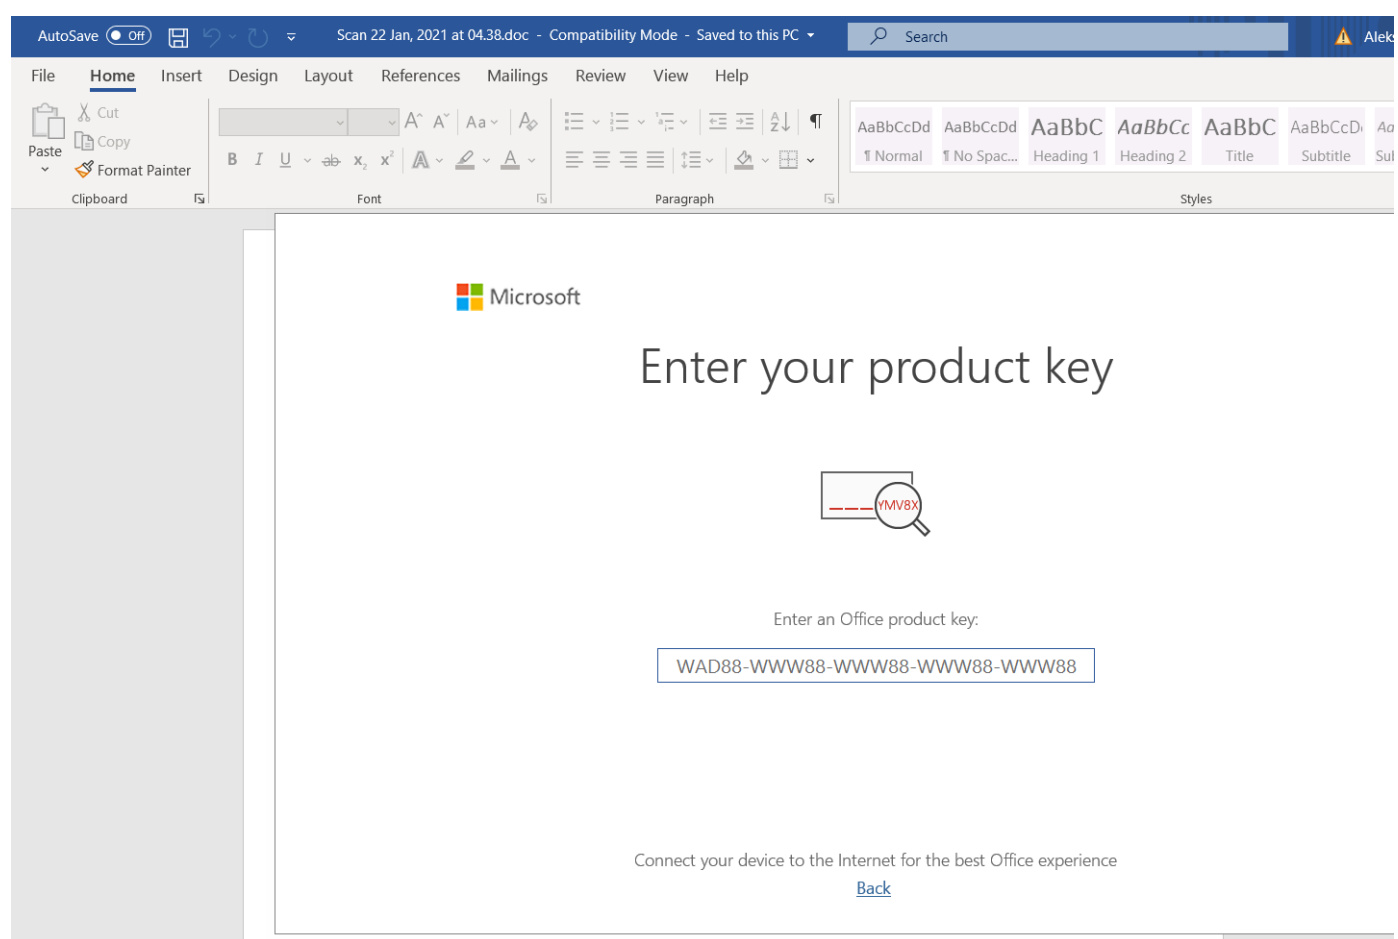 AutoSave Off Scan 22 Jan, 2021 at 04.38.doc - Compatibility Mode - Saved to this PC Search
File Home Insert Design Layout References Mailings Review View Help
Paste
Cut
Copy
Format Painter
Clipboard
Aa
B I U ab x₂ x² A A
Font
Paragraph
AaBbCcDd AaBbCcDd AaBbC AaBbCc AaBbC AaBbCcD
¶ Normal ¶ No Spac... Heading 1 Heading 2 Title Subtitle
Styles
Microsoft
Enter your product key
YMV8X
Enter an Office product key:
WAD88-WWW88-WWW88-WWW88-WWW88
Connect your device to the Internet for the best Office experience
Back